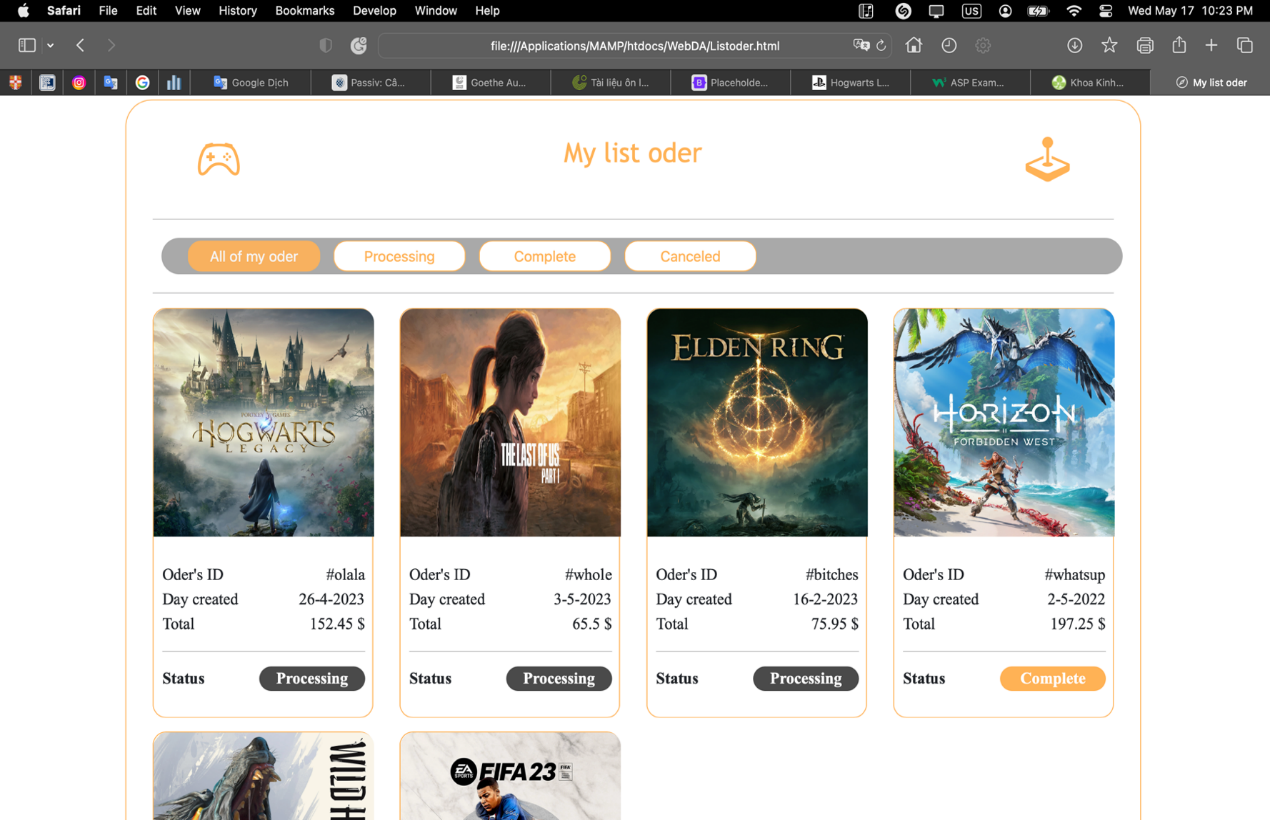 Safari File Edit View History Bookmarks Develop Window Help US Wed May 17 10:23 PM
file:///Applications/MAMP/htdocs/WebDA/Listoder.html
Google Dịch Passiv: Câ... Goethe Au... Tài liệu ôn l... Placeholde... Hogwarts L... ASP Exam... Khoa Kinh... My list oder
My list oder
All of my oder Processing Complete Canceled
HOGWARTS
LEGACY
THE LAST OF US
PART I
ELDEN RING
HORIZON
FORBIDDEN WEST
Oder's ID #olala
Day created 26-4-2023
Total 152.45 $
Status Processing
Oder's ID #whole
Day created 3-5-2023
Total 65.5 $
Status Processing
Oder's ID #bitches
Day created 16-2-2023
Total 75.95 $
Status Processing
Oder's ID #whatsup
Day created 2-5-2022
Total 197.25 $
Status Complete
WILD H
EA SPORTS FIFA 23